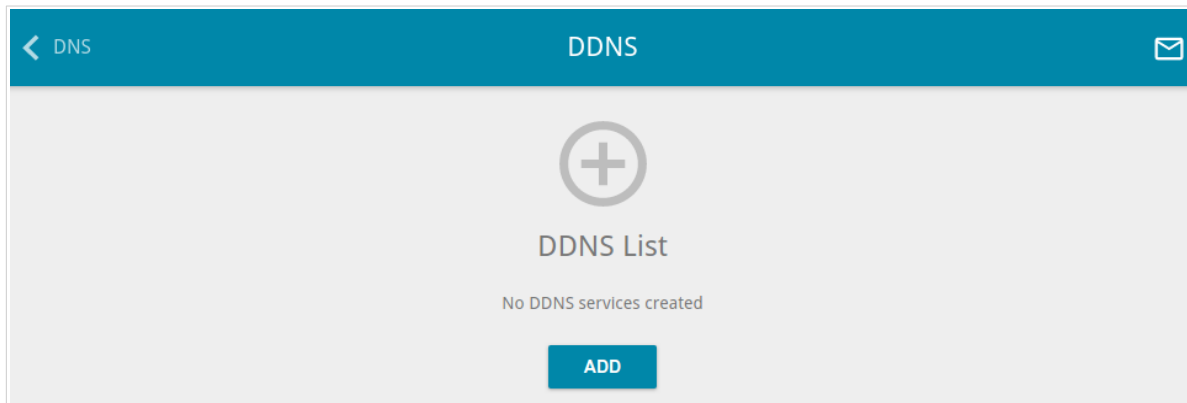 DNS
DDNS
DDNS List
No DDNS services created
ADD